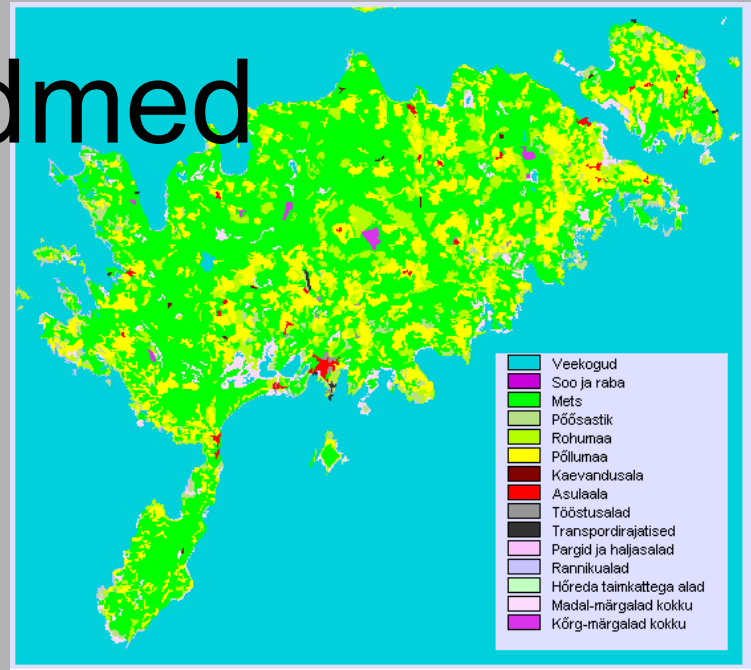 dmed
Veekogud
Soo ja raba
Mets
Põõsastik
Rohumaa
Põllumaa
Kaevandusala
Asulaala
Tööstusalad
Transpordirajatised
Pargid ja haljasalad
Rannikualad
Hõreda taimkattega alad
Madal-märgalad kokku
Kõrg-märgalad kokku